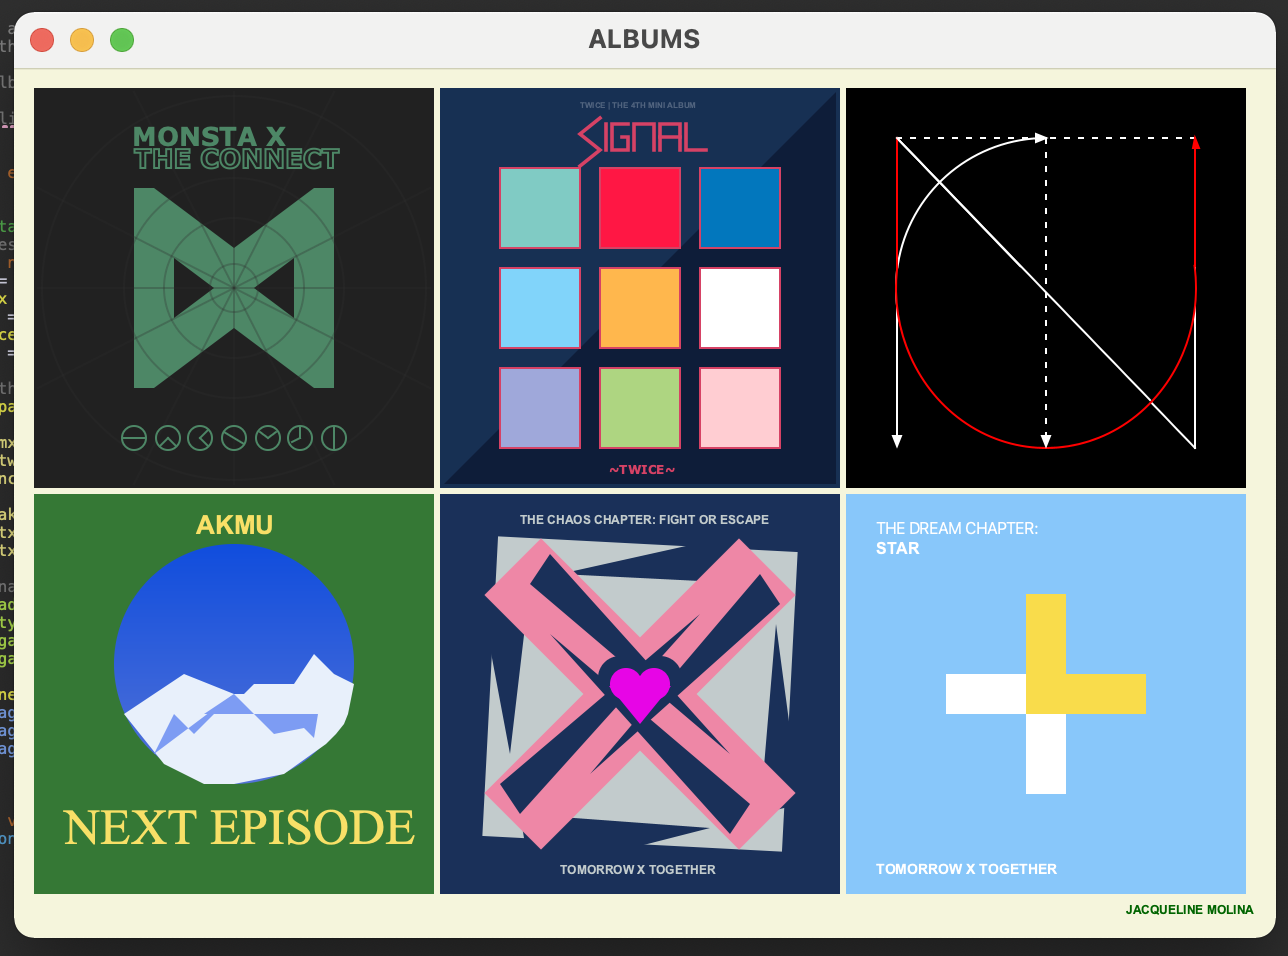 ALBUMS
MONSTA X
THE CONNECT
TWICE | THE 4TH MINI ALBUM
SIGNAL
~TWICE~
AKMU
NEXT EPISODE
THE CHAOS CHAPTER: FIGHT OR ESCAPE
TOMORROW X TOGETHER
THE DREAM CHAPTER:
STAR
TOMORROW X TOGETHER
JACQUELINE MOLINA